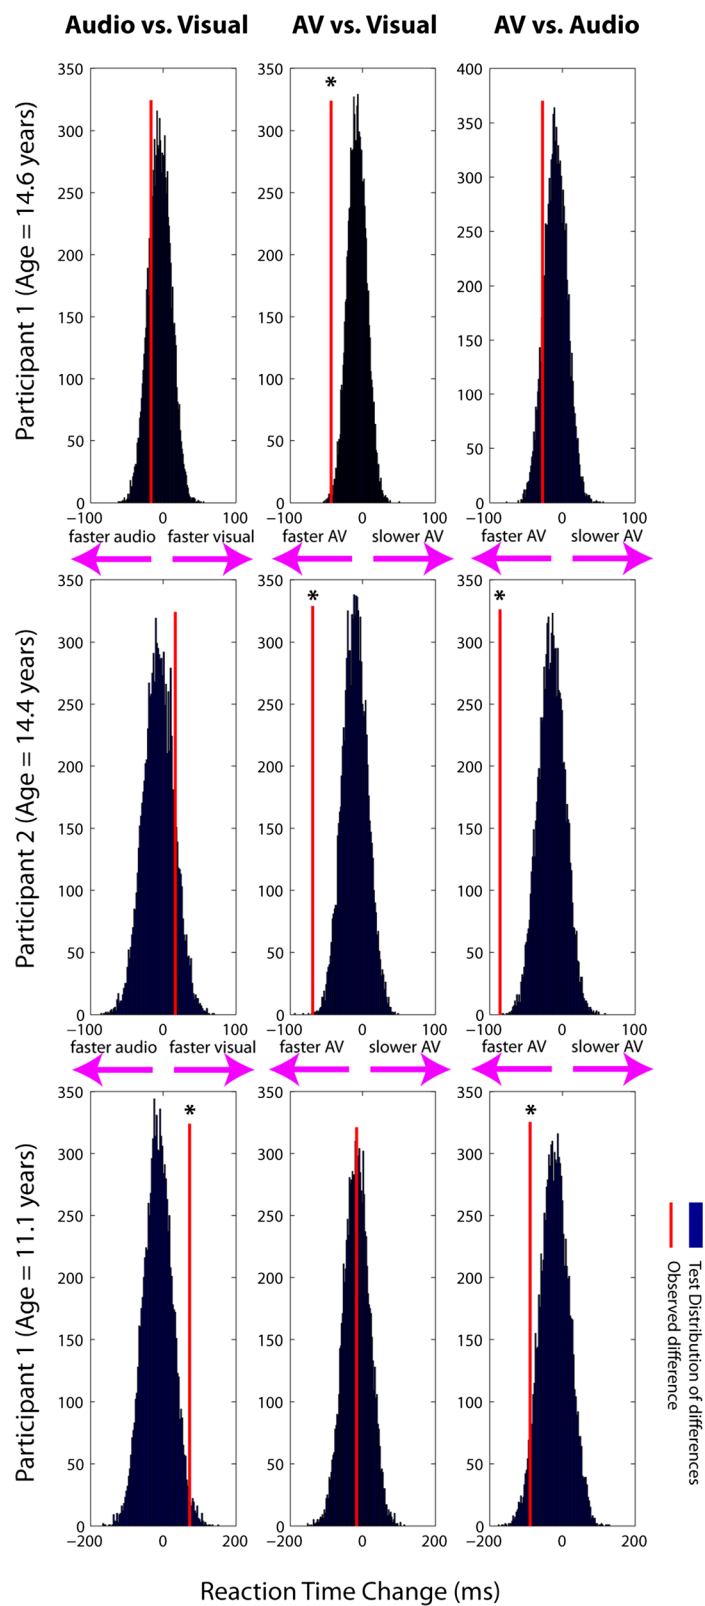 Audio vs. Visual AV vs. Visual AV vs. Audio
Participant 1 (Age = 14.6 years)
350 300 250 200 150 100 50 0
−100 0 100
*
350 300 250 200 150 100 50 0
−100 0 100
400 350 300 250 200 150 100 50 0
−100 0 100
faster audio faster visual faster AV slower AV faster AV slower AV
Participant 2 (Age = 14.4 years)
350 300 250 200 150 100 50 0
−100 0 100
*
350 300 250 200 150 100 50 0
−100 0 100
*
350 300 250 200 150 100 50 0
−100 0 100
faster audio faster visual faster AV slower AV faster AV slower AV
Participant 1 (Age = 11.1 years)
*
350 300 250 200 150 100 50 0
−200 0 200
350 300 250 200 150 100 50 0
−200 0 200
*
350 300 250 200 150 100 50 0
−200 0 200
Test Distribution of differences
Observed difference
Reaction Time Change (ms)